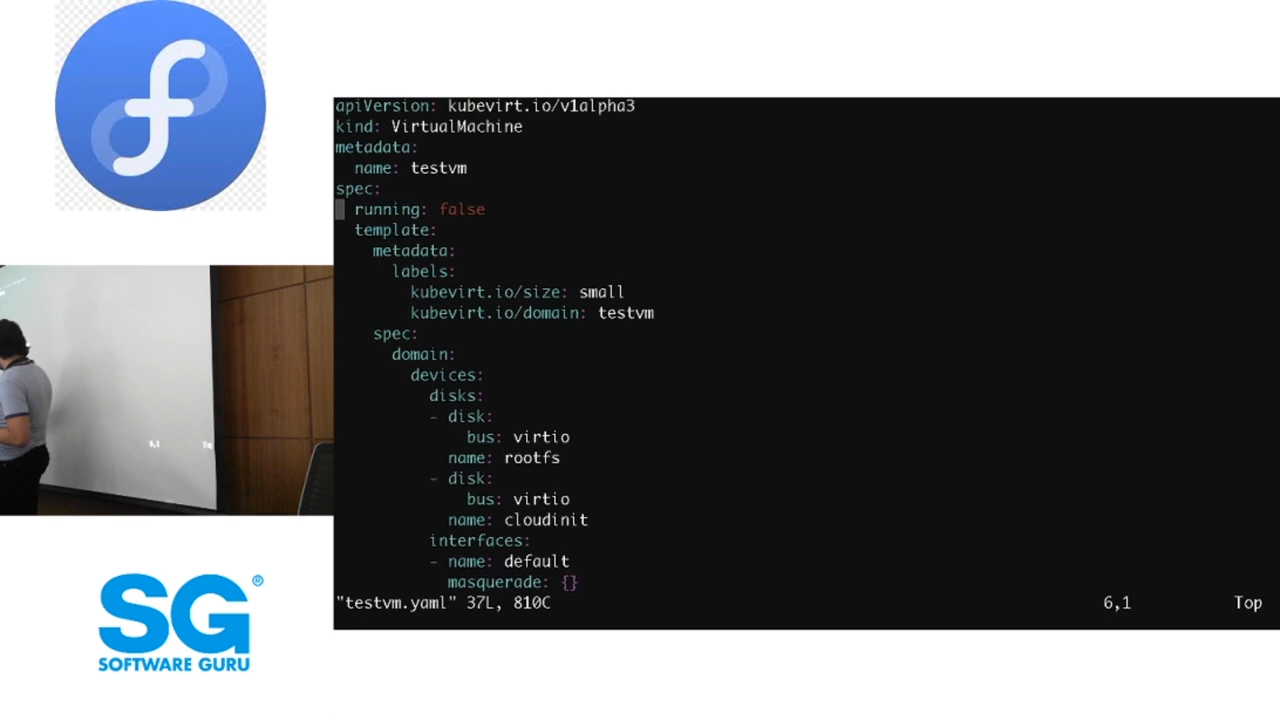 apiVersion: kubevirt.io/v1alpha3
kind: VirtualMachine
metadata:
  name: testvm
spec:
  running: false
  template:
    metadata:
      labels:
        kubevirt.io/size: small
        kubevirt.io/domain: testvm
    spec:
      domain:
        devices:
          disks:
          - disk:
              bus: virtio
            name: rootfs
          - disk:
              bus: virtio
            name: cloudinit
          interfaces:
          - name: default
            masquerade: {}
"testvm.yaml" 37L, 810C 6,1 Top
6,1
SG®
SOFTWARE GURU